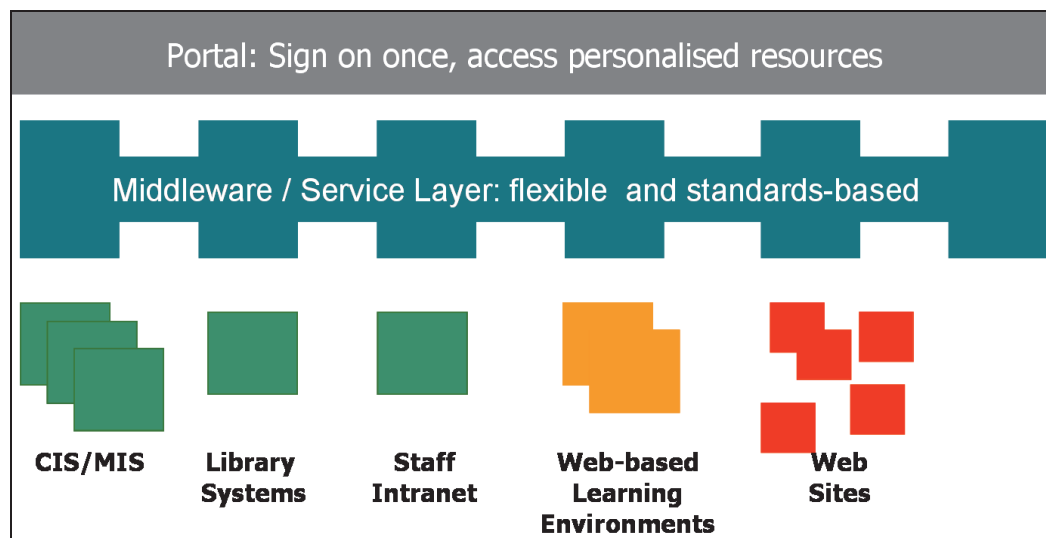 Portal: Sign on once, access personalised resources
Middleware / Service Layer: flexible  and standards-based
CIS/MIS
Library
Systems
Staff
Intranet
Web-based
Learning
Environments
Web
Sites